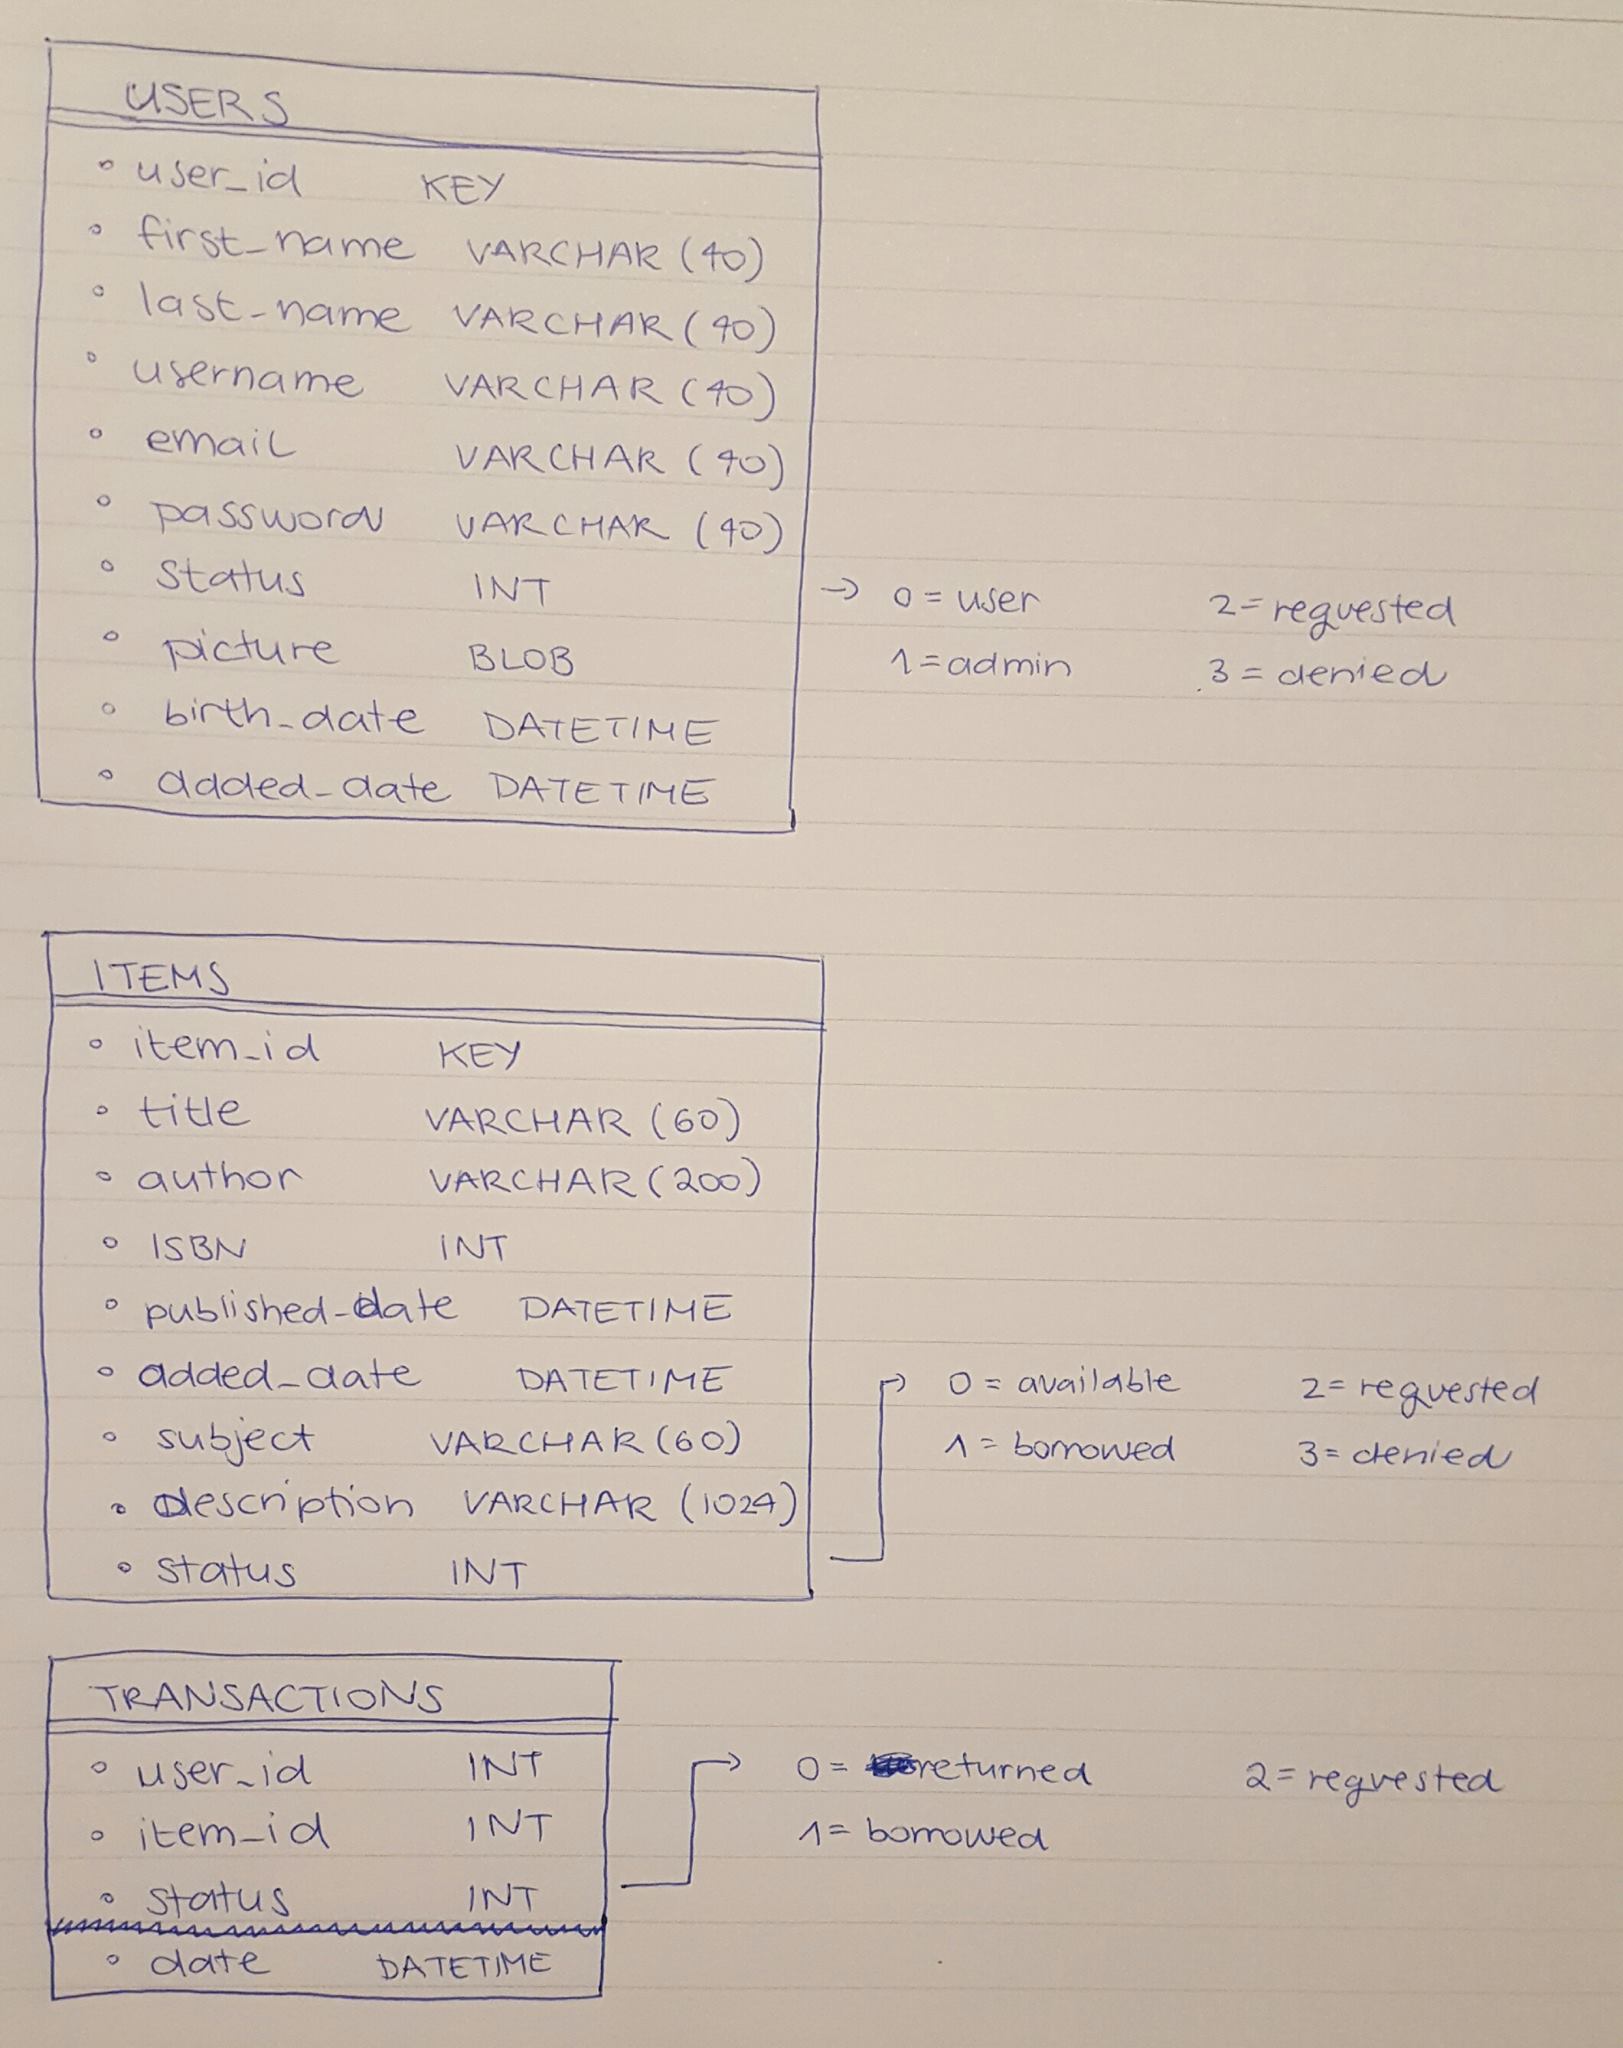 USERS
user_id KEY
first_name VARCHAR (40)
last_name VARCHAR (40)
username VARCHAR (40)
email VARCHAR (40)
password VARCHAR (40)
status INT → 0 = user 2 = requested
1 = admin 3 = denied
picture BLOB
birth_date DATETIME
added_date DATETIME
ITEMS
item_id KEY
title VARCHAR (60)
author VARCHAR (200)
ISBN INT
published_date DATETIME
added_date DATETIME
subject VARCHAR (60)
description VARCHAR (1024)
status INT → 0 = available 2 = requested
1 = borrowed 3 = denied
TRANSACTIONS
user_id INT
item_id INT
status INT → 0 = returned 2 = requested
1 = borrowed
date DATETIME